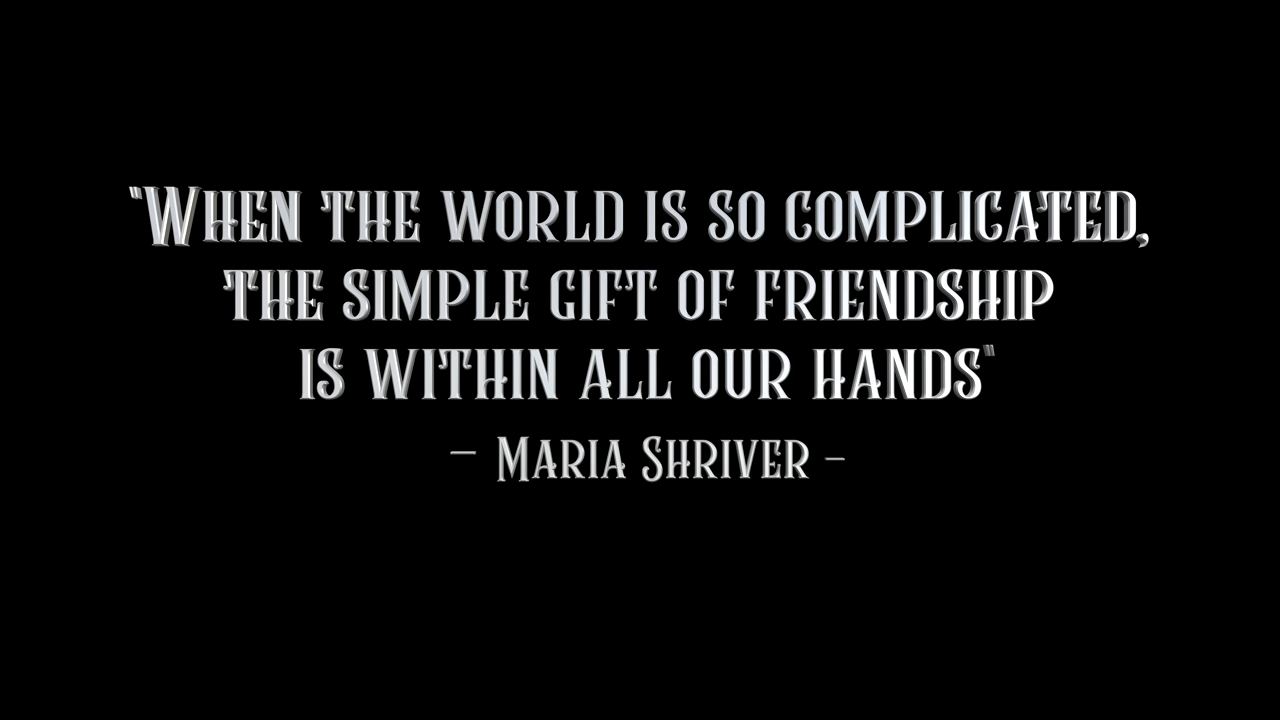 "When the world is so complicated,
the simple gift of friendship
is within all our hands"
– Maria Shriver –